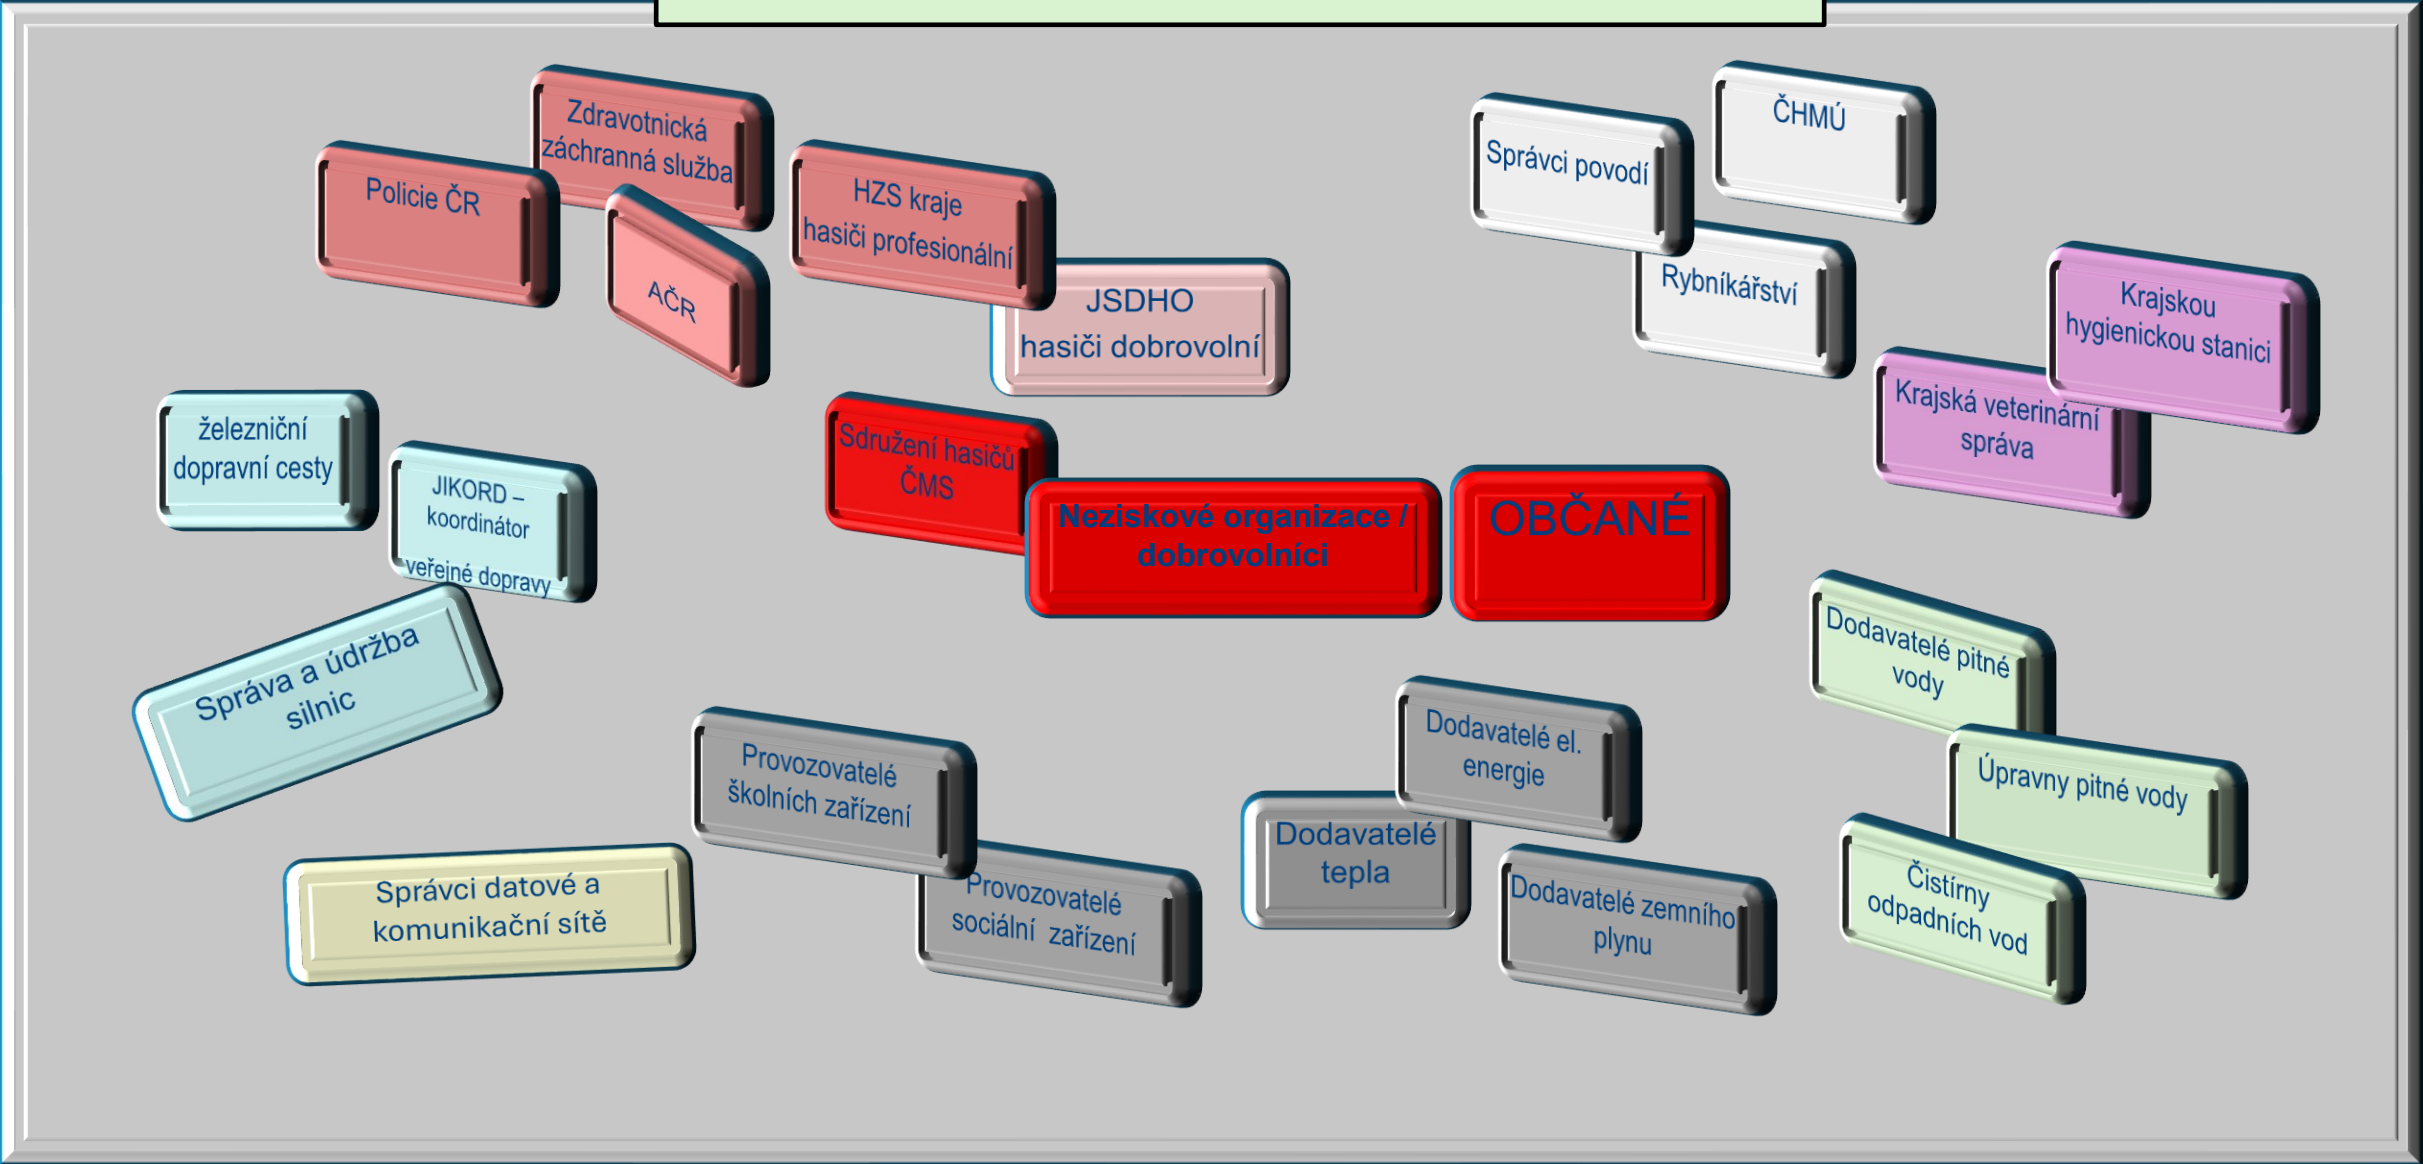 Zdravotnická
záchranná služba
Policie ČR
AČR
HZS kraje
hasiči profesionální
JSDHO
hasiči dobrovolní
ČHMÚ
Správci povodí
Rybníkářství
Krajskou
hygienickou stanici
Krajská veterinární
správa
železniční
dopravní cesty
JIKORD –
koordinátor
veřejné dopravy
Správa a údržba
silnic
Sdružení hasičů
ČMS
Neziskové organizace /
dobrovolníci
OBČANÉ
Dodavatelé pitné
vody
Úpravny pitné vody
Čistírny
odpadních vod
Provozovatelé
školních zařízení
Provozovatelé
sociální  zařízení
Dodavatelé el.
energie
Dodavatelé
tepla
Dodavatelé zemního
plynu
Správci datové a
komunikační sítě